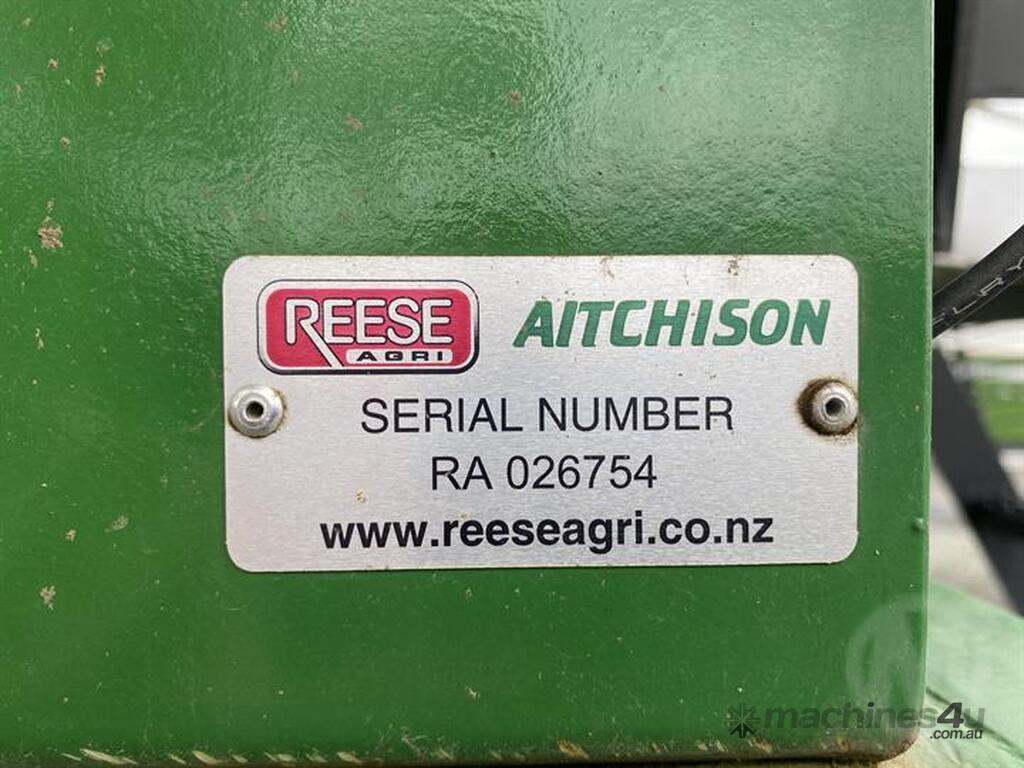 REESE AGRI AITCHISON
SERIAL NUMBER
RA 026754
www.reeseagri.co.nz
machines4u
.com.au